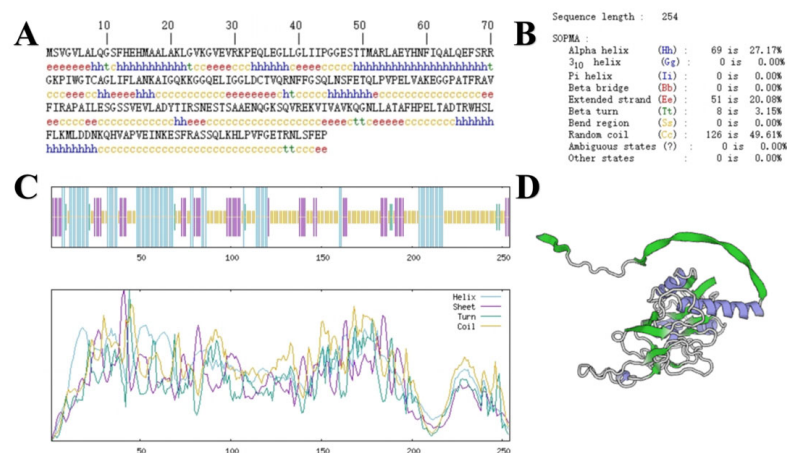 A
10 20 30 40 50 60 70
MSVGVLALQGSFHEHMAALAKLGVKGVEVRKPEQLEGLLGLIIPGGESTTMARLAEYHNFIQALQEFSRR
GKPIWGTCAGLIFLANKAIGQKKGGQELIGGLDCTVQRNFFGSQLNSFETQLPVPELVAKEGGPATFRAV
FIRAPAILESGSSVEVLADYTIRSNESTSAAENQGKSQVREKVIVAVKQGNLLATAFHPELTADTRWHSL
FLKMLDDNKQHVAPVEINKESFRASSQLKHLPVFGETRNLSFEP
B
Sequence length : 254
SOPMA :
Alpha helix (Hh) : 69 is 27.17%
3₁₀ helix (Gg) : 0 is 0.00%
Pi helix (Ii) : 0 is 0.00%
Beta bridge (Bb) : 0 is 0.00%
Extended strand (Ee) : 51 is 20.08%
Beta turn (Tt) : 8 is 3.15%
Bend region (Ss) : 0 is 0.00%
Random coil (Cc) : 126 is 49.61%
Ambiguous states (?) : 0 is 0.00%
Other states : 0 is 0.00%
C
50 100 150 200 250
Helix
Sheet
Turn
Coil
50 100 150 200 250
D